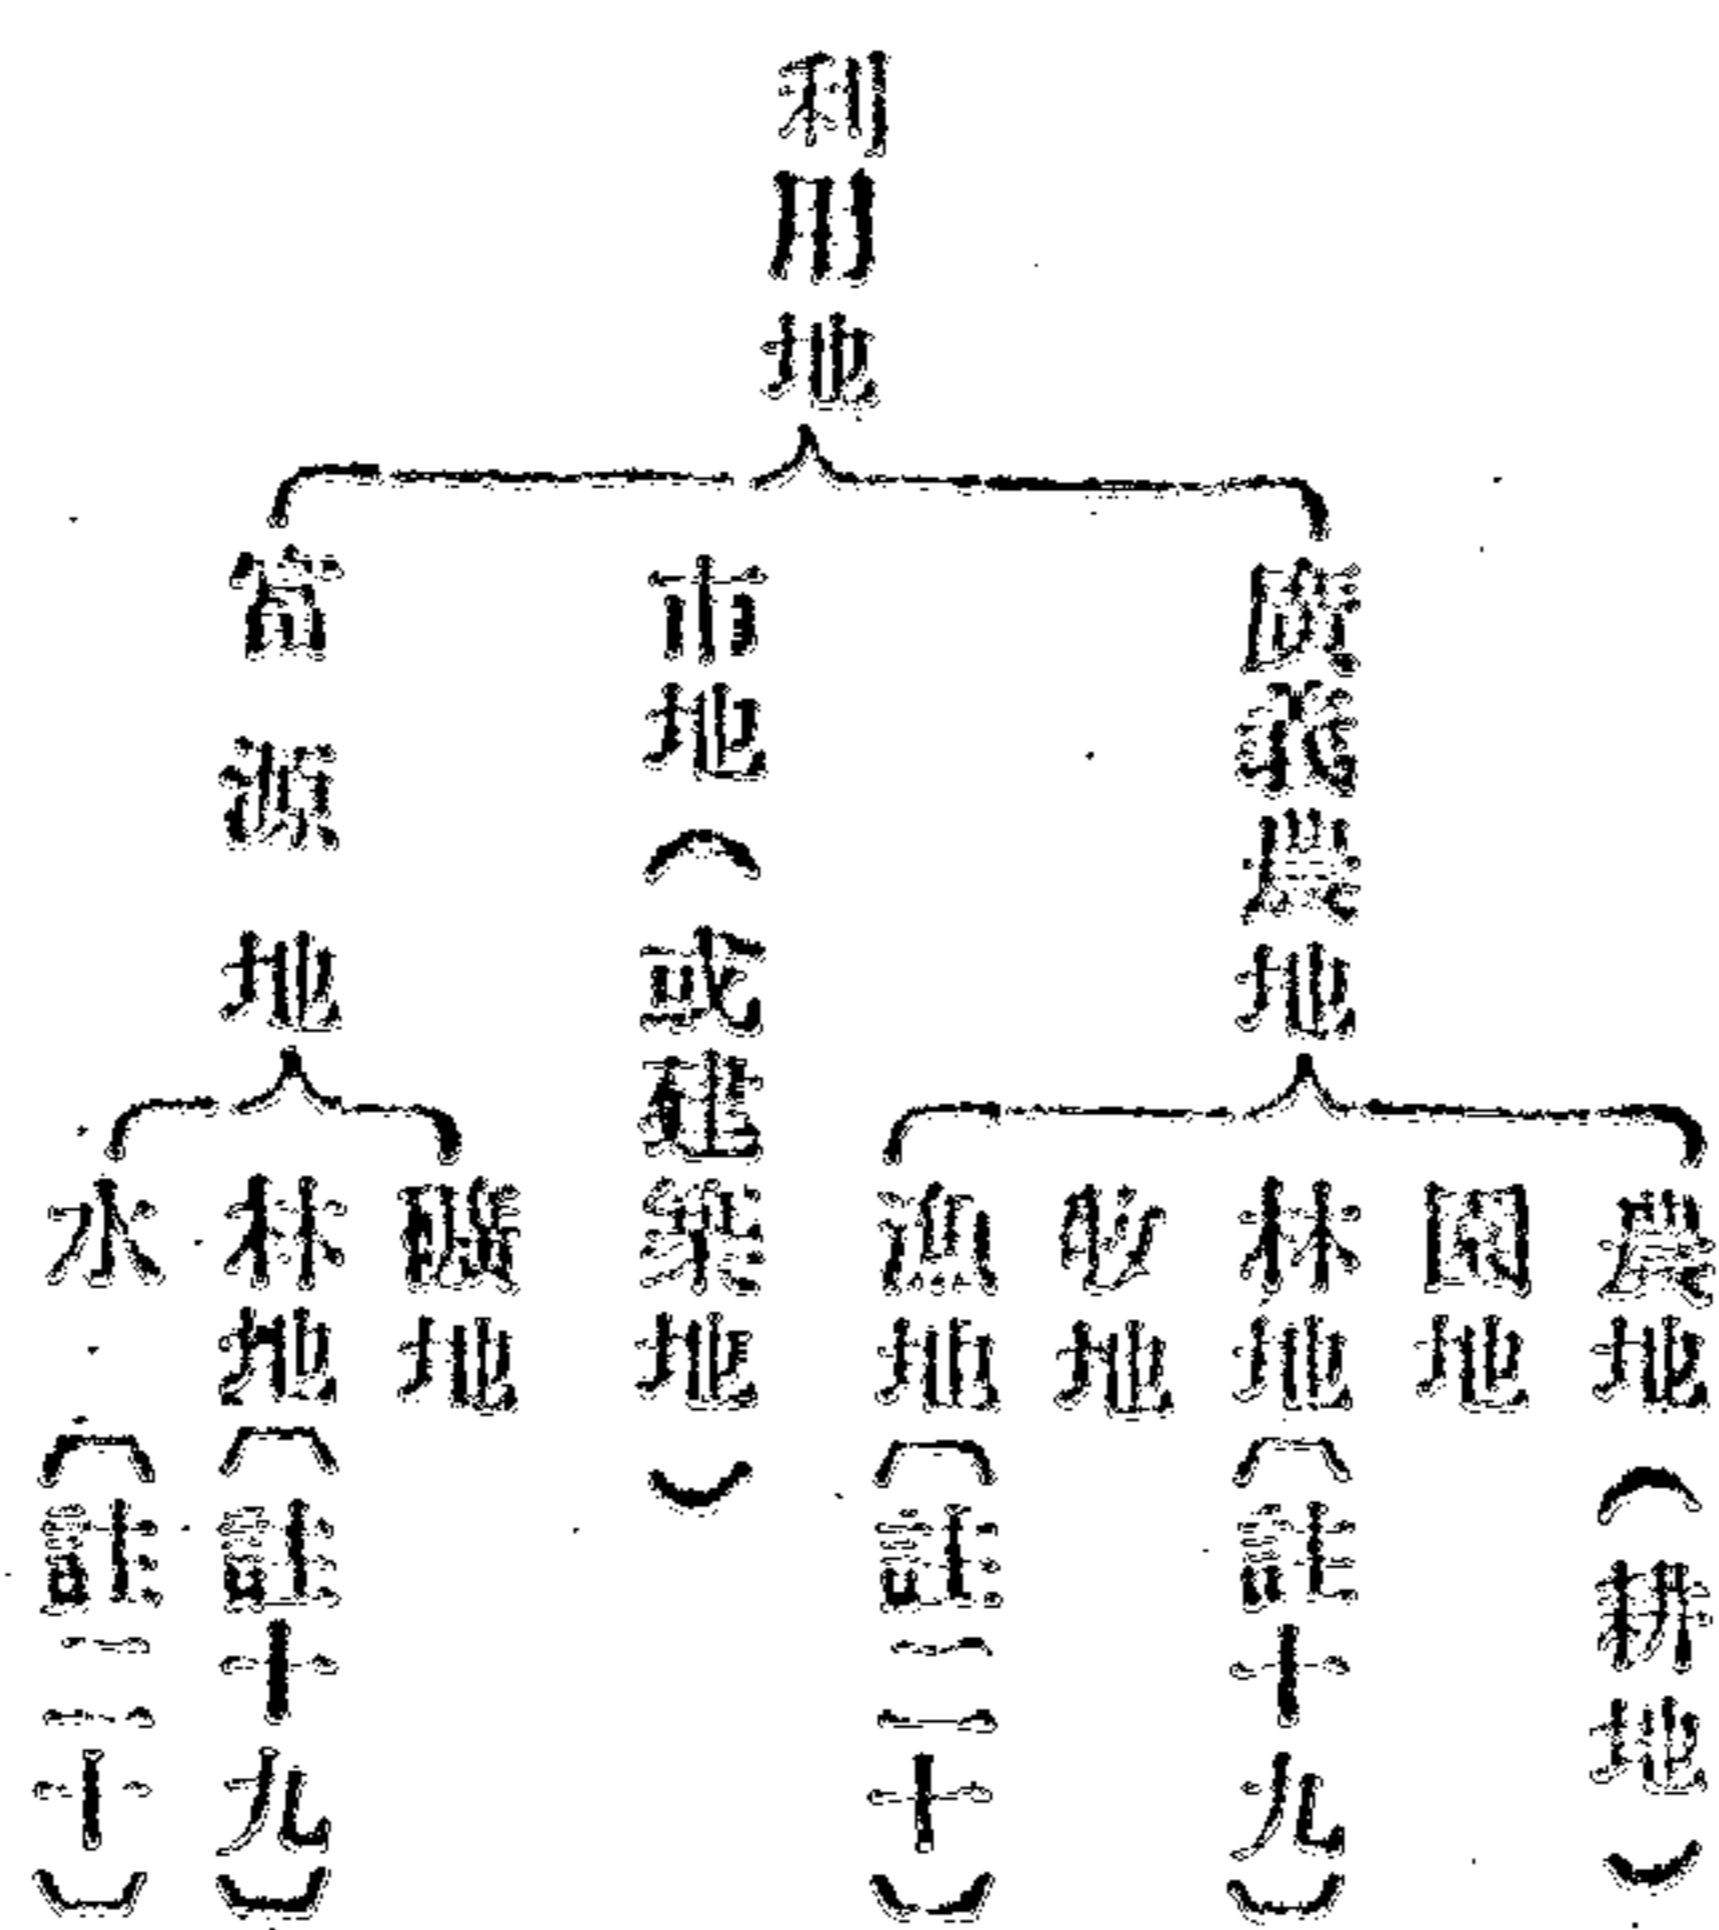 利用地
廣義農地
農地（耕地）
園地
林地〔註十九〕
牧地
漁地〔註二十〕
市地（或建築地）
富源地
礦地
林地〔註十九〕
水〔註二十〕